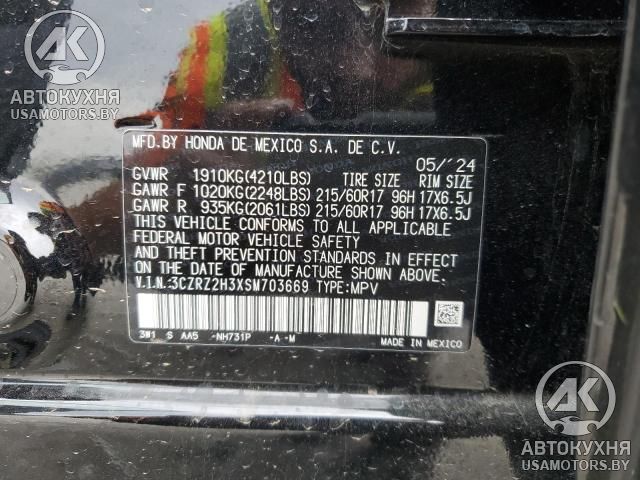 АВТОКУХНЯ
USAMOTORS.BY
MFD.BY HONDA DE MEXICO S.A. DE C.V.
05/'24
GVWR 1910KG(4210LBS) TIRE SIZE RIM SIZE
GAWR F 1020KG(2248LBS) 215/60R17 96H 17X6.5J
GAWR R 935KG(2061LBS) 215/60R17 96H 17X6.5J
THIS VEHICLE CONFORMS TO ALL APPLICABLE
FEDERAL MOTOR VEHICLE SAFETY
AND THEFT PREVENTION STANDARDS IN EFFECT
ON THE DATE OF MANUFACTURE SHOWN ABOVE.
V.I.N.:3CZRZ2H3XSM703669 TYPE:MPV
3W1 S AA5 -NH731P -A-M
MADE IN MEXICO
AK
АВТОКУХНЯ
USAMOTORS.BY